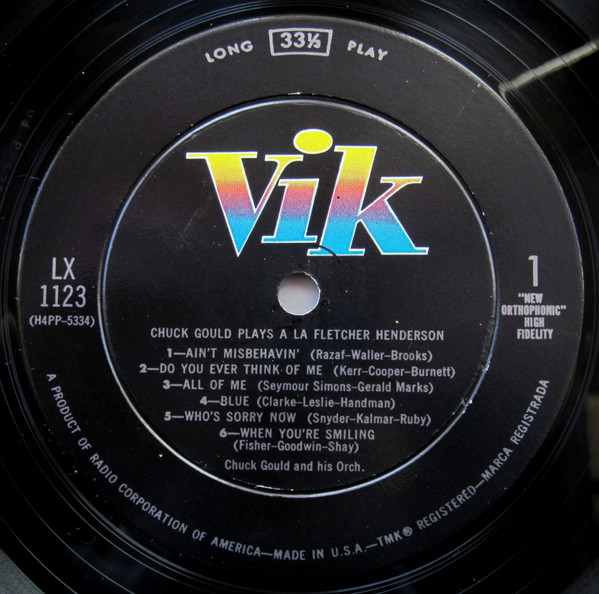 LONG 33⅓ PLAY
Vik
LX
1123
(H4PP-5334)
1
"NEW
ORTHOPHONIC"
HIGH
FIDELITY
CHUCK GOULD PLAYS A LA FLETCHER HENDERSON
1—AIN'T MISBEHAVIN' (Razaf-Waller-Brooks)
2—DO YOU EVER THINK OF ME (Kerr-Cooper-Burnett)
3—ALL OF ME (Seymour Simons-Gerald Marks)
4—BLUE (Clarke-Leslie-Handman)
5—WHO'S SORRY NOW (Snyder-Kalmar-Ruby)
6—WHEN YOU'RE SMILING
(Fisher-Goodwin-Shay)
Chuck Gould and his Orch.
A PRODUCT OF RADIO CORPORATION OF AMERICA—MADE IN U.S.A.—TMK ® REGISTERED—MARCA REGISTRADA